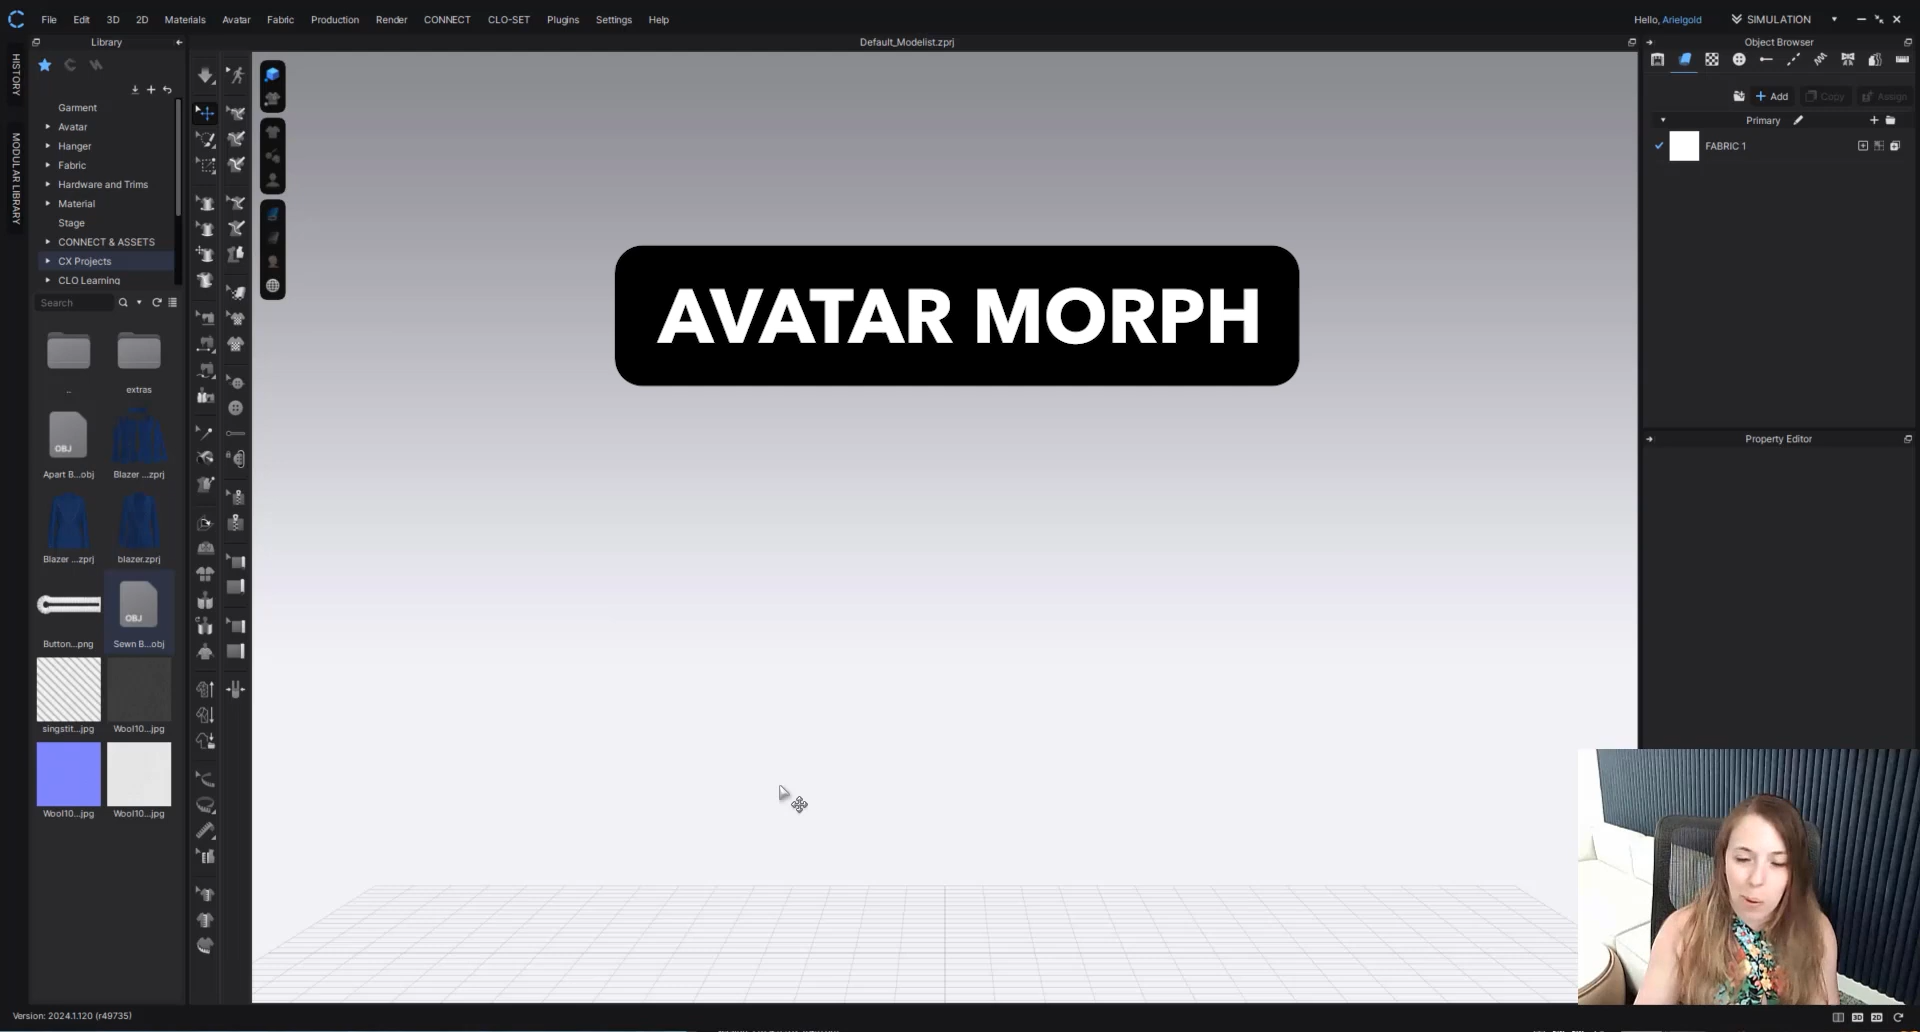 File Edit 3D 2D Materials Avatar Fabric Production Render CONNECT CLO-SET Plugins Settings Help
Hello, Arielgold
SIMULATION
HISTORY
MODULAR LIBRARY
Library
Default_Modelist.zprj
Object Browser
Garment
Avatar
Hanger
Fabric
Hardware and Trims
Material
Stage
CONNECT & ASSETS
CX Projects
CLO Learning
Search
..
extras
OBJ
Apart B...obj
Blazer ...zprj
Blazer ...zprj
blazer.zprj
OBJ
Button...png
Sewn B...obj
singstit...jpg
Wool10...jpg
Wool10...jpg
Wool10...jpg
AVATAR MORPH
+ Add
Copy
Assign
Primary
FABRIC 1
Property Editor
Version: 2024.1.120 (r49735)
3D
2D